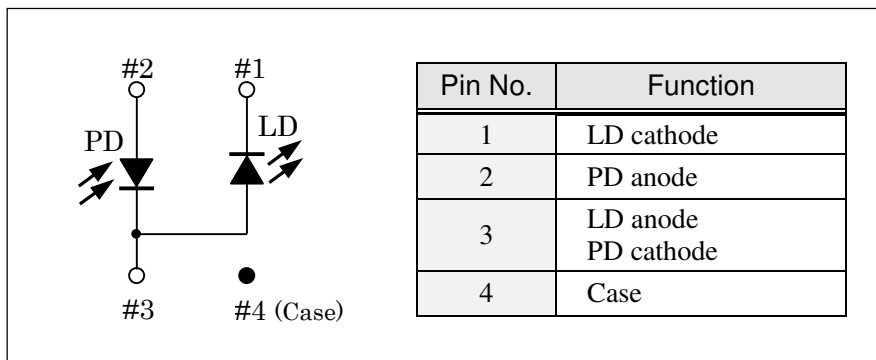 #2
#1
PD
LD
#3
#4 (Case)
Pin No. Function
1 LD cathode
2 PD anode
3 LD anode
PD cathode
4 Case